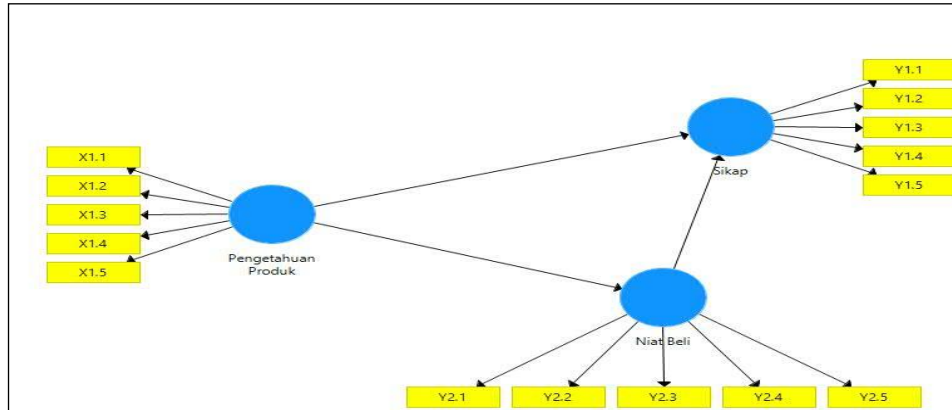 X1.1
X1.2
X1.3
X1.4
X1.5
Pengetahuan
Produk
Y1.1
Y1.2
Y1.3
Y1.4
Y1.5
Sikap
Niat Beli
Y2.1
Y2.2
Y2.3
Y2.4
Y2.5